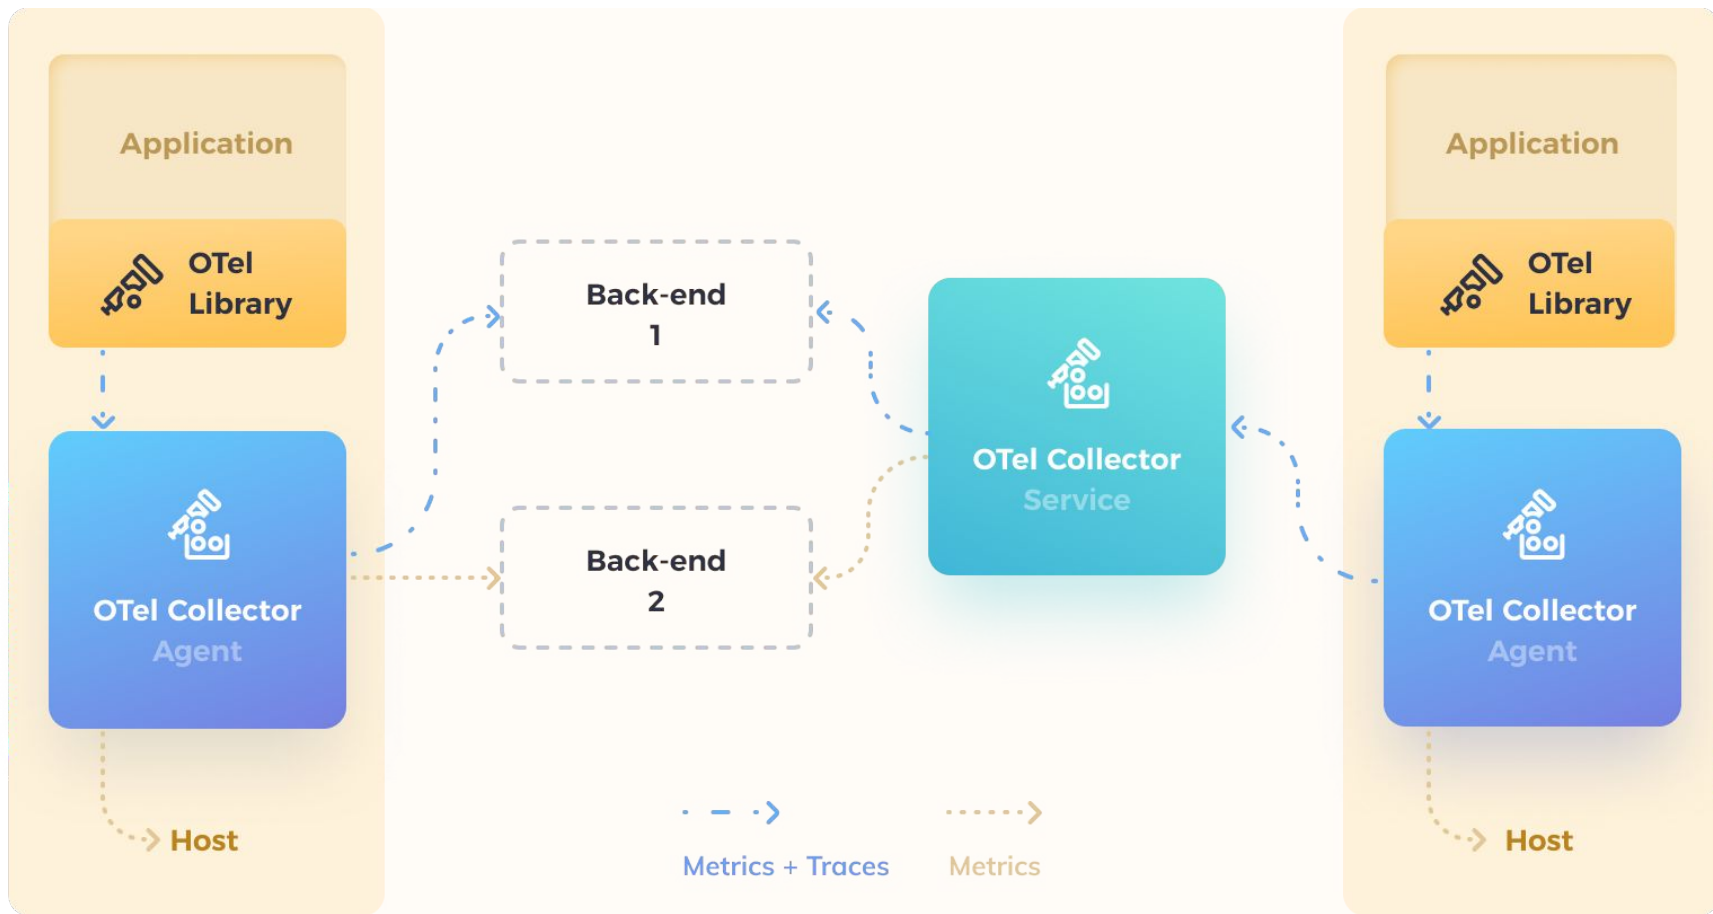 Application
OTel
Library
OTel Collector
Agent
Host
Back-end
1
Back-end
2
OTel Collector
Service
Metrics + Traces
Metrics
Application
OTel
Library
OTel Collector
Agent
Host